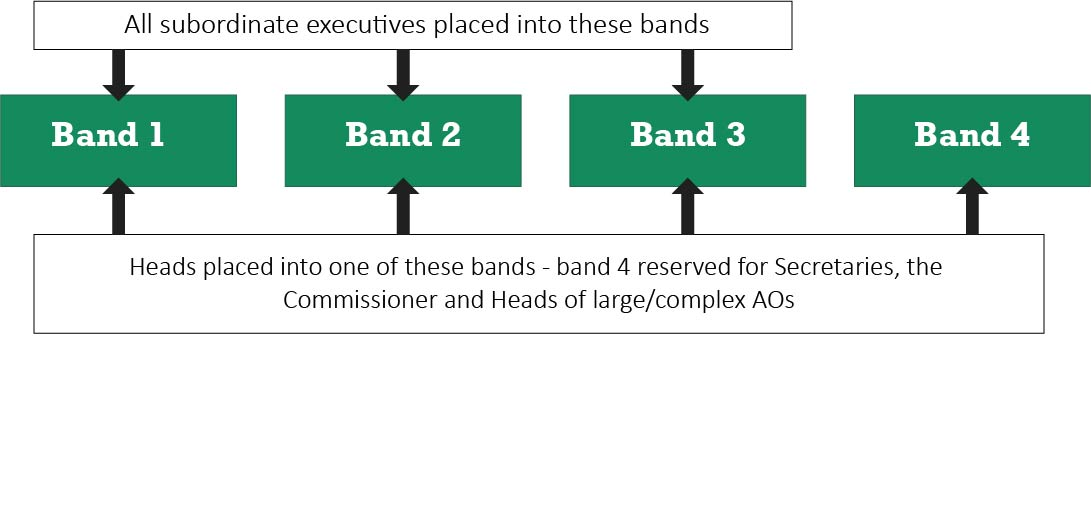 All subordinate executives placed into these bands
Band 1
Band 2
Band 3
Band 4
Heads placed into one of these bands - band 4 reserved for Secretaries, the
Commissioner and Heads of large/complex AOs